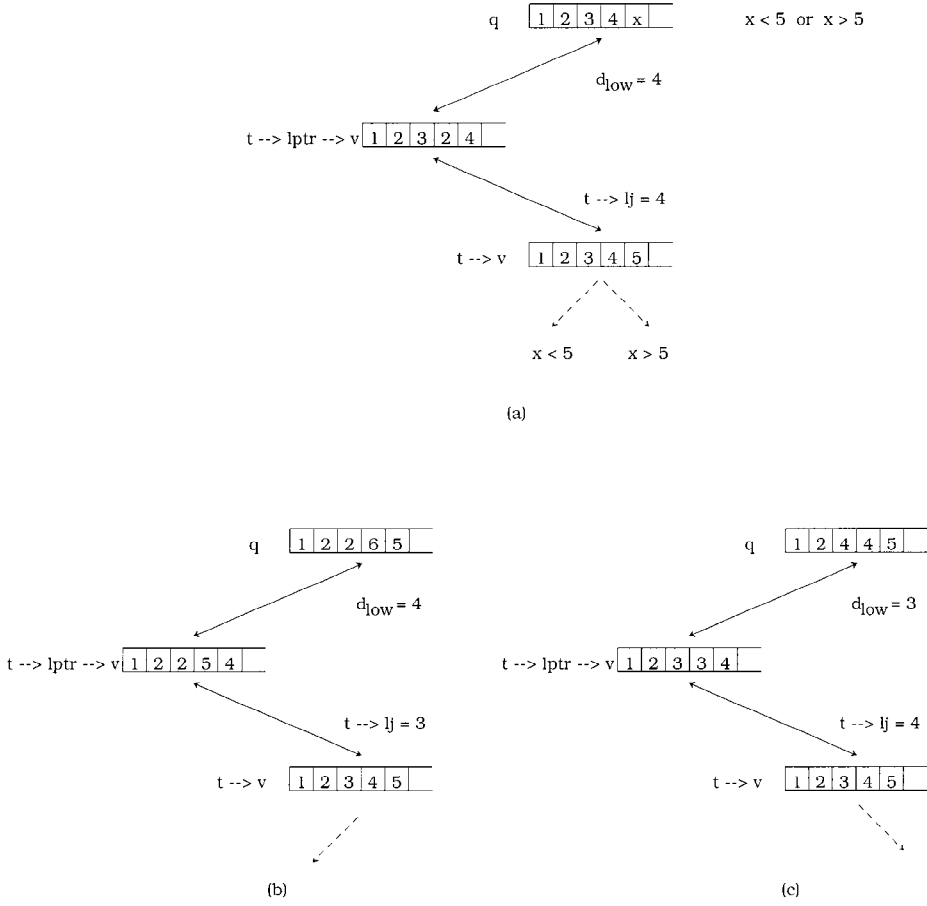 q 1 2 3 4 x x < 5 or x > 5
d_low = 4
t --> lptr --> v 1 2 3 2 4
t --> lj = 4
t --> v 1 2 3 4 5
x < 5 x > 5
(a)
q 1 2 2 6 5
d_low = 4
t --> lptr --> v 1 2 2 5 4
t --> lj = 3
t --> v 1 2 3 4 5
(b)
q 1 2 4 4 5
d_low = 3
t --> lptr --> v 1 2 3 3 4
t --> lj = 4
t --> v 1 2 3 4 5
(c)